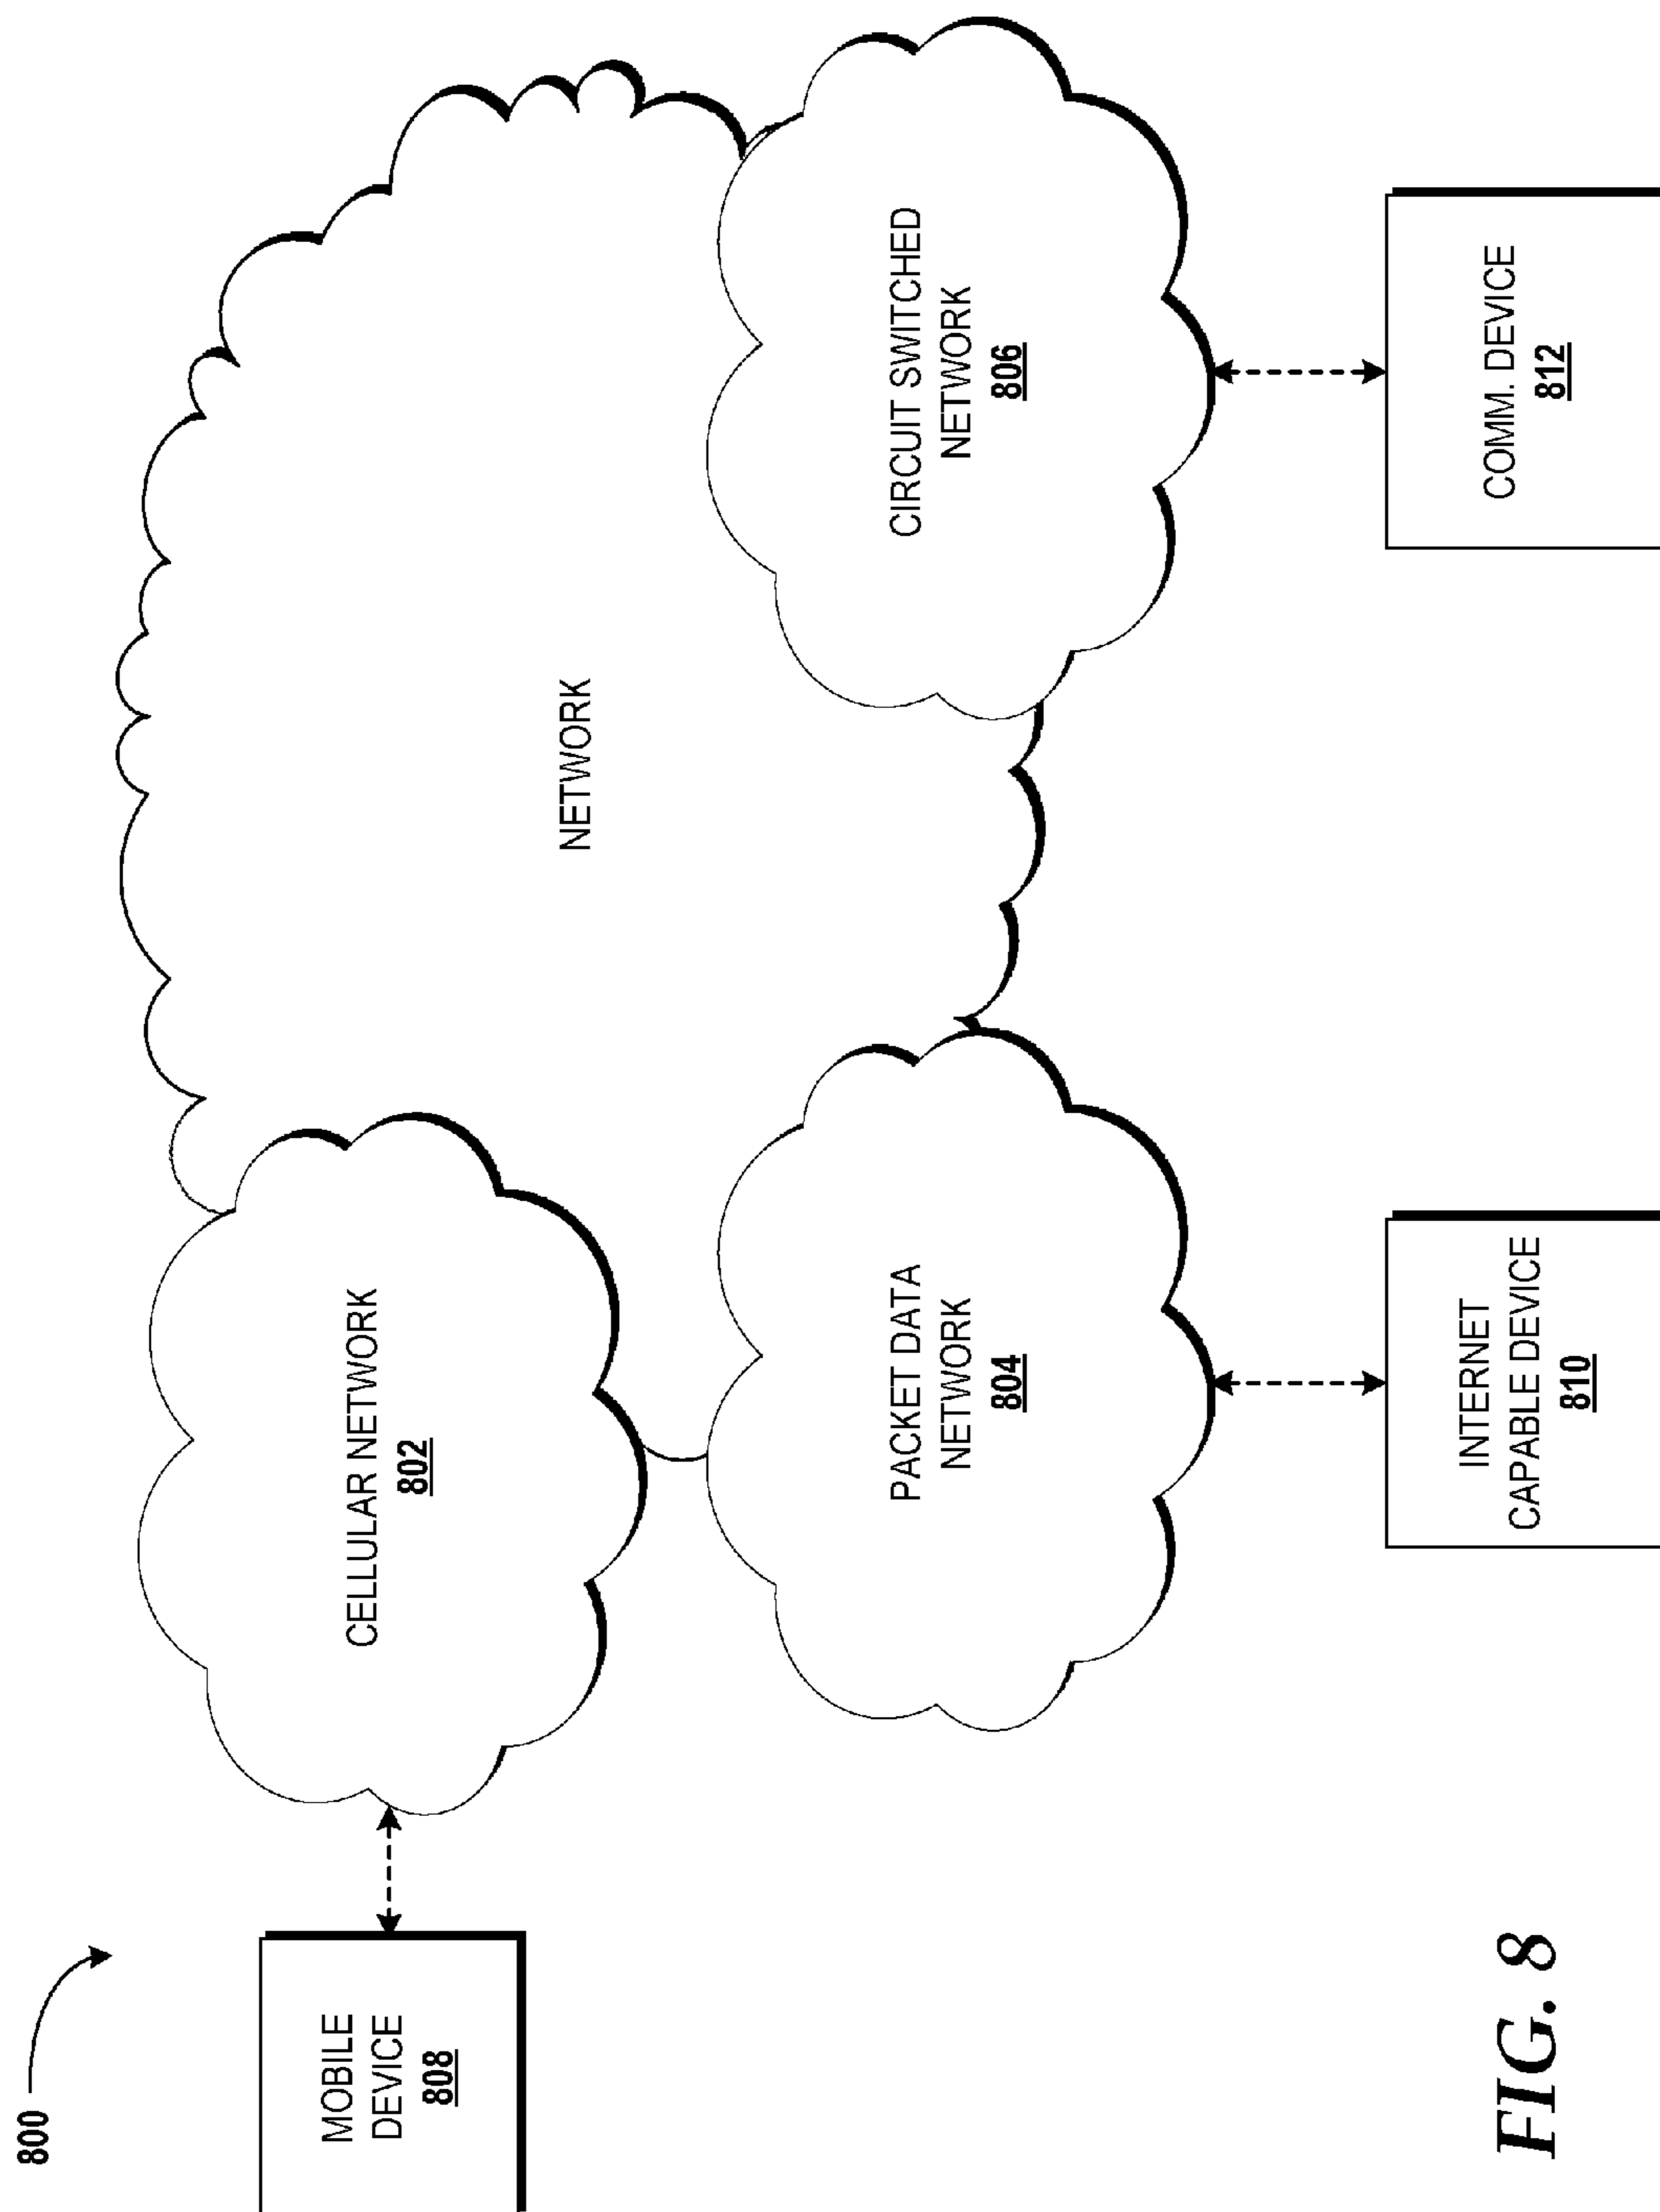 800
MOBILE
DEVICE
808
CELLULAR NETWORK
802
NETWORK
PACKET DATA
NETWORK
804
CIRCUIT SWITCHED
NETWORK
806
INTERNET
CAPABLE DEVICE
810
COMM. DEVICE
812
FIG. 8